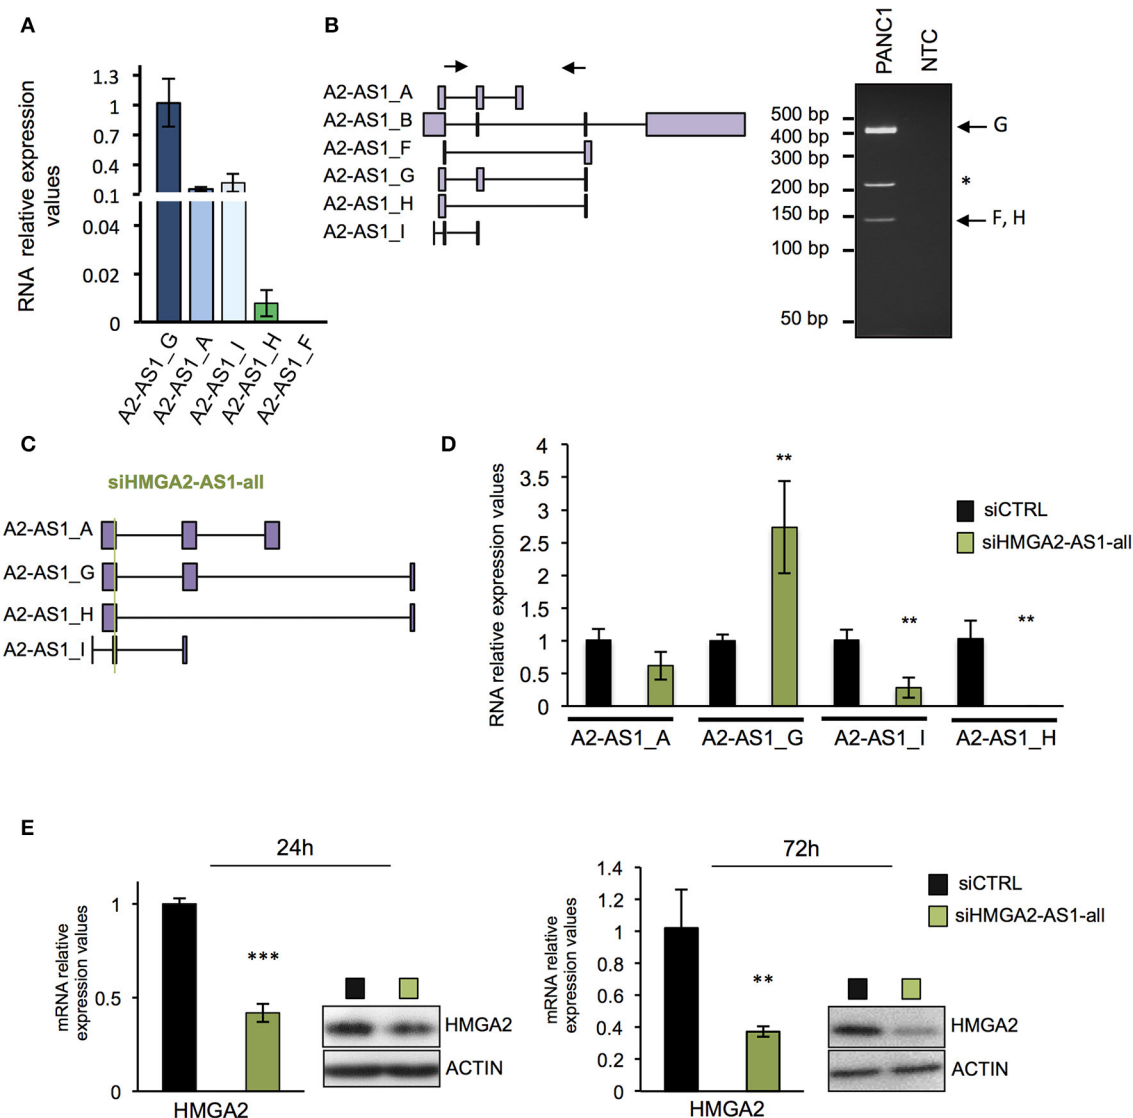 A
1.3
1
0.7
0.4
0.1
0.04
0.02
0
RNA relative expression
values
A2-AS1_G
A2-AS1_A
A2-AS1_I
A2-AS1_H
A2-AS1_F
B
A2-AS1_A
A2-AS1_B
A2-AS1_F
A2-AS1_G
A2-AS1_H
A2-AS1_I
PANC1
NTC
500 bp
400 bp
300 bp
200 bp
150 bp
100 bp
50 bp
G
*
F, H
C
siHMGA2-AS1-all
A2-AS1_A
A2-AS1_G
A2-AS1_H
A2-AS1_I
D
RNA relative expression values
4
3.5
3
2.5
2
1.5
1
0.5
0
**
**
**
siCTRL
siHMGA2-AS1-all
A2-AS1_A
A2-AS1_G
A2-AS1_I
A2-AS1_H
E
24h
mRNA relative
expression values
1
0.5
0
***
HMGA2
HMGA2
ACTIN
72h
mRNA relative
expression values
1.4
1.2
1
0.8
0.6
0.4
0.2
0
**
HMGA2
siCTRL
siHMGA2-AS1-all
HMGA2
ACTIN